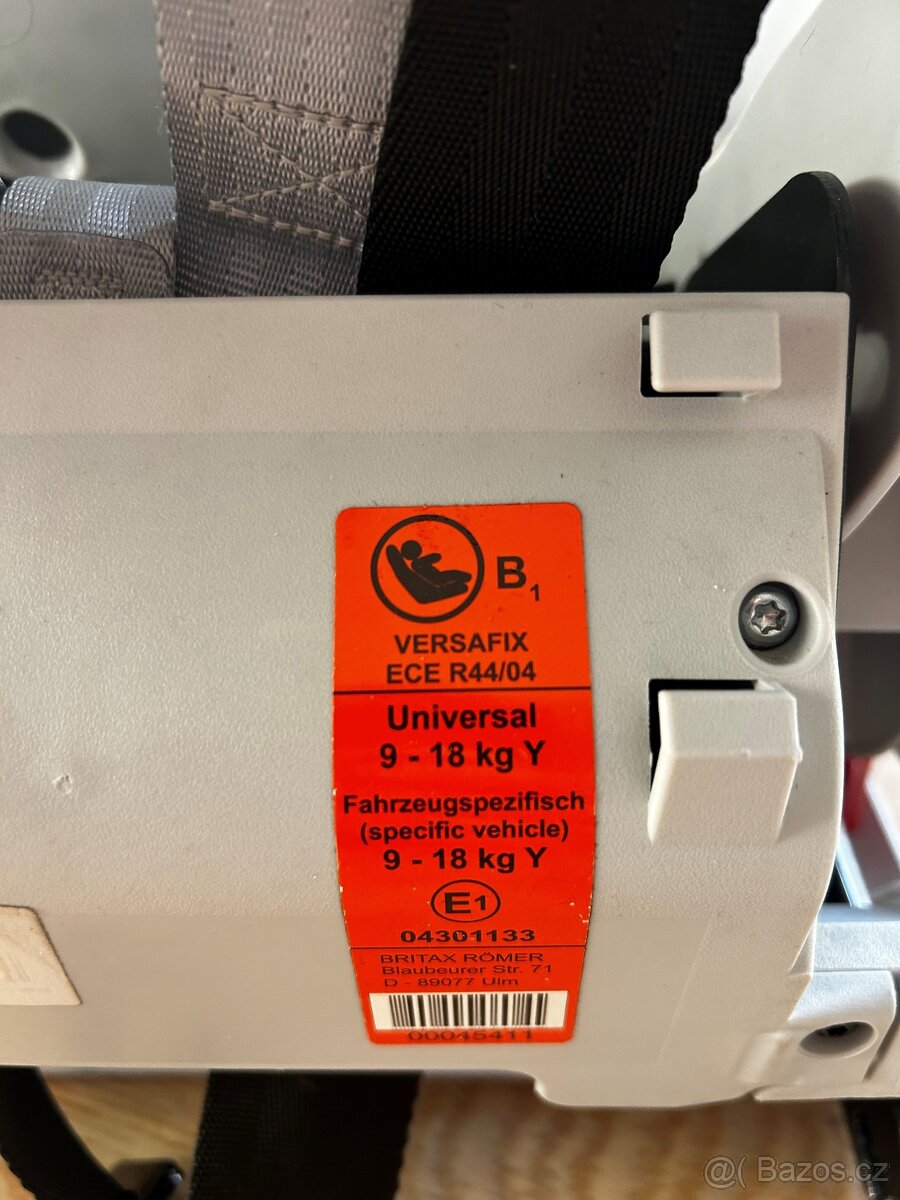 B1
VERSAFIX
ECE R44/04
Universal
9 - 18 kg Y
Fahrzeugspezifisch
(specific vehicle)
9 - 18 kg Y
E1
04301133
BRITAX RÖMER
Blaubeurer Str. 71
D - 89077 Ulm
00045411
@( Bazos.cz